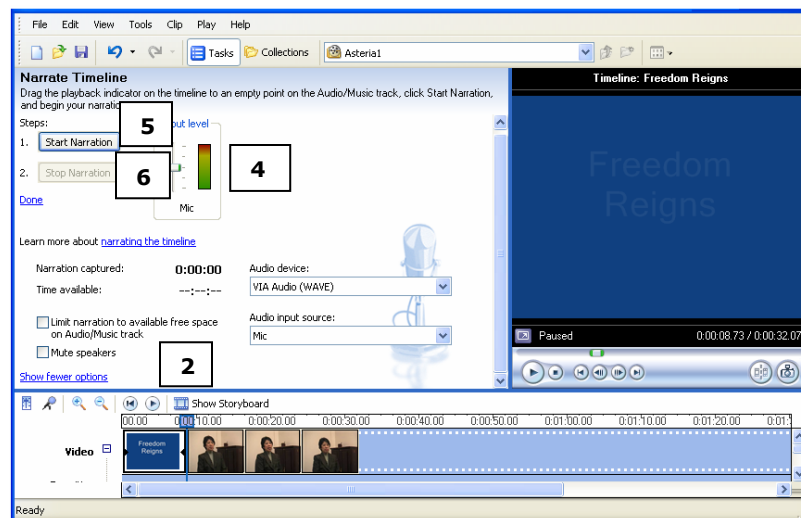 File Edit View Tools Clip Play Help
Tasks Collections Asteria1
Narrate Timeline
Drag the playback indicator on the timeline to an empty point on the Audio/Music track, click Start Narration,
and begin your narratio
Timeline: Freedom Reigns
Steps:
5
put level
1. Start Narration
6
4
2. Stop Narration
Done
Mic
Freedom
Reigns
Learn more about narrating the timeline
Narration captured: 0:00:00
Audio device:
Time available: --:--:--
VIA Audio (WAVE)
Limit narration to available free space
on Audio/Music track
Audio input source:
Mic
Mute speakers
2
Show fewer options
Paused 0:00:08.73 / 0:00:32.07
Show Storyboard
00.00 0:00:10.00 0:00:20.00 0:00:30.00 0:00:40.00 0:00:50.00 0:01:00.00 0:01:10.00 0:01:20.00 0:01:
Video
Freedom
Reigns
Ready